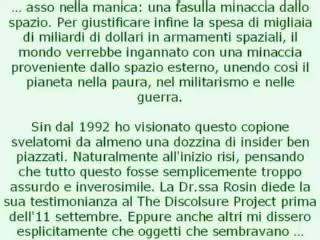 ... asso nella manica: una fasulla minaccia dallo
spazio. Per giustificare infine la spesa di migliaia
di miliardi di dollari in armamenti spaziali, il
mondo verrebbe ingannato con una minaccia
proveniente dallo spazio esterno, unendo così il
pianeta nella paura, nel militarismo e nelle
guerra.
Sin dal 1992 ho visionato questo copione
svelatomi da almeno una dozzina di insider ben
piazzati. Naturalmente all'inizio risi, pensando
che tutto questo fosse semplicemente troppo
assurdo e inverosimile. La Dr.ssa Rosin diede la
sua testimonianza al The Discolsure Project prima
dell'11 settembre. Eppure anche altri mi dissero
esplicitamente che oggetti che sembravano ...